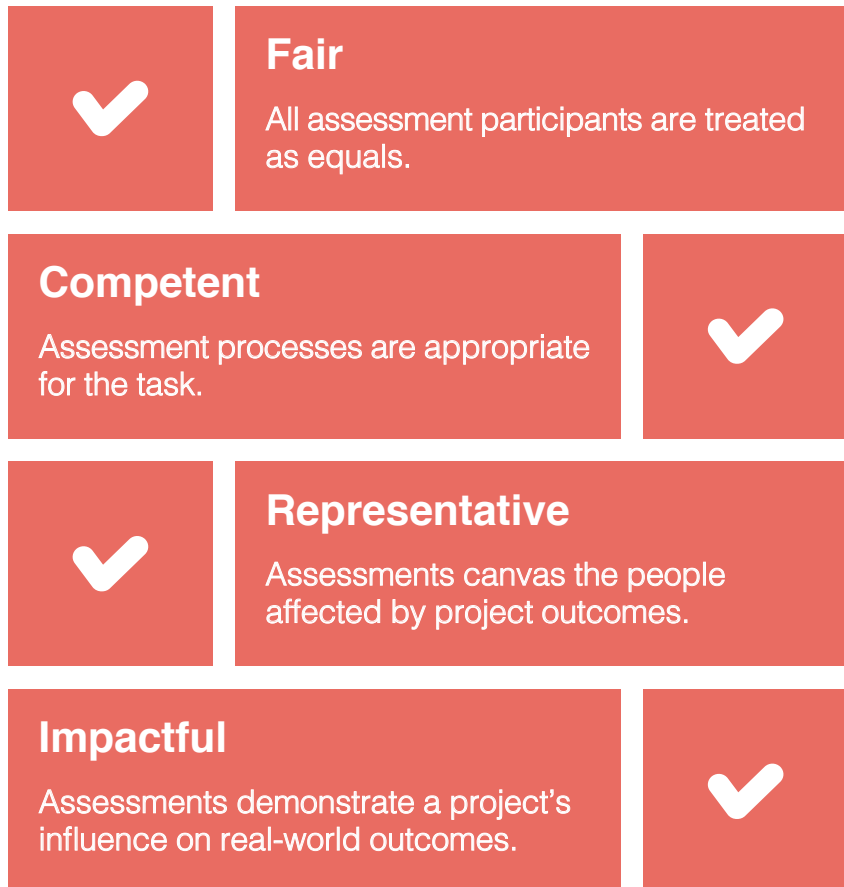 Fair
All assessment participants are treated
as equals.
Competent
Assessment processes are appropriate
for the task.
Representative
Assessments canvas the people
affected by project outcomes.
Impactful
Assessments demonstrate a project’s
influence on real-world outcomes.